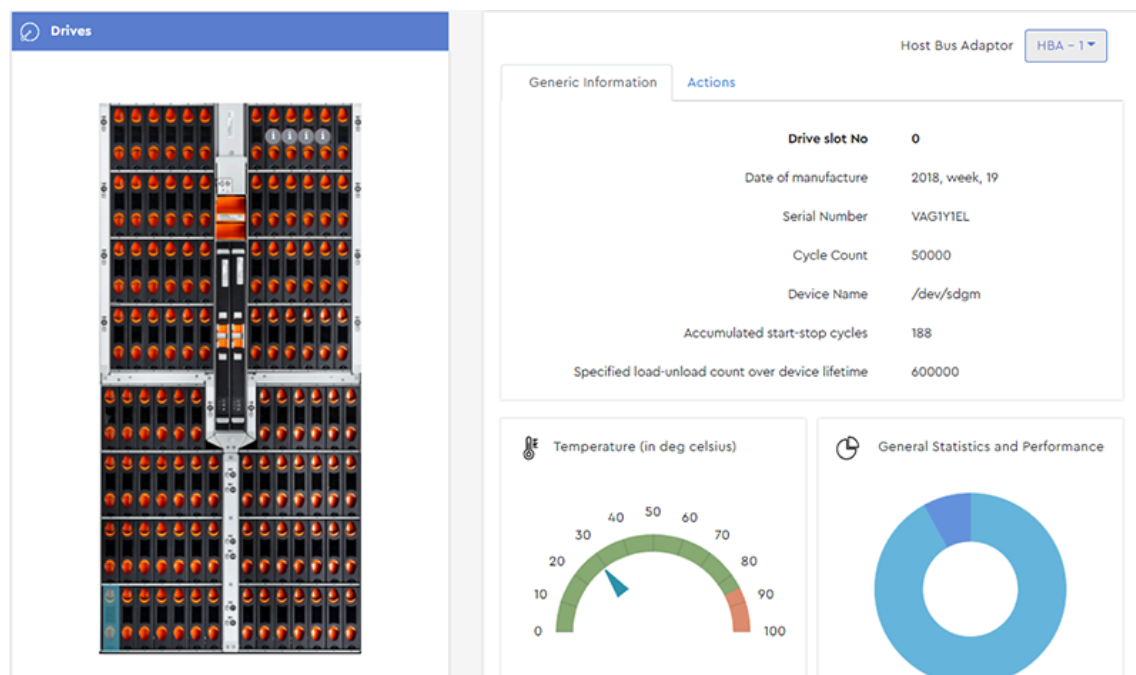 Drives
Host Bus Adaptor HBA - 1
Generic Information Actions
Drive slot No 0
Date of manufacture 2018, week, 19
Serial Number VAG1Y1EL
Cycle Count 50000
Device Name /dev/sdgm
Accumulated start-stop cycles 188
Specified load-unload count over device lifetime 600000
Temperature (in deg celsius)
0
10
20
30
40
50
60
70
80
90
100
General Statistics and Performance